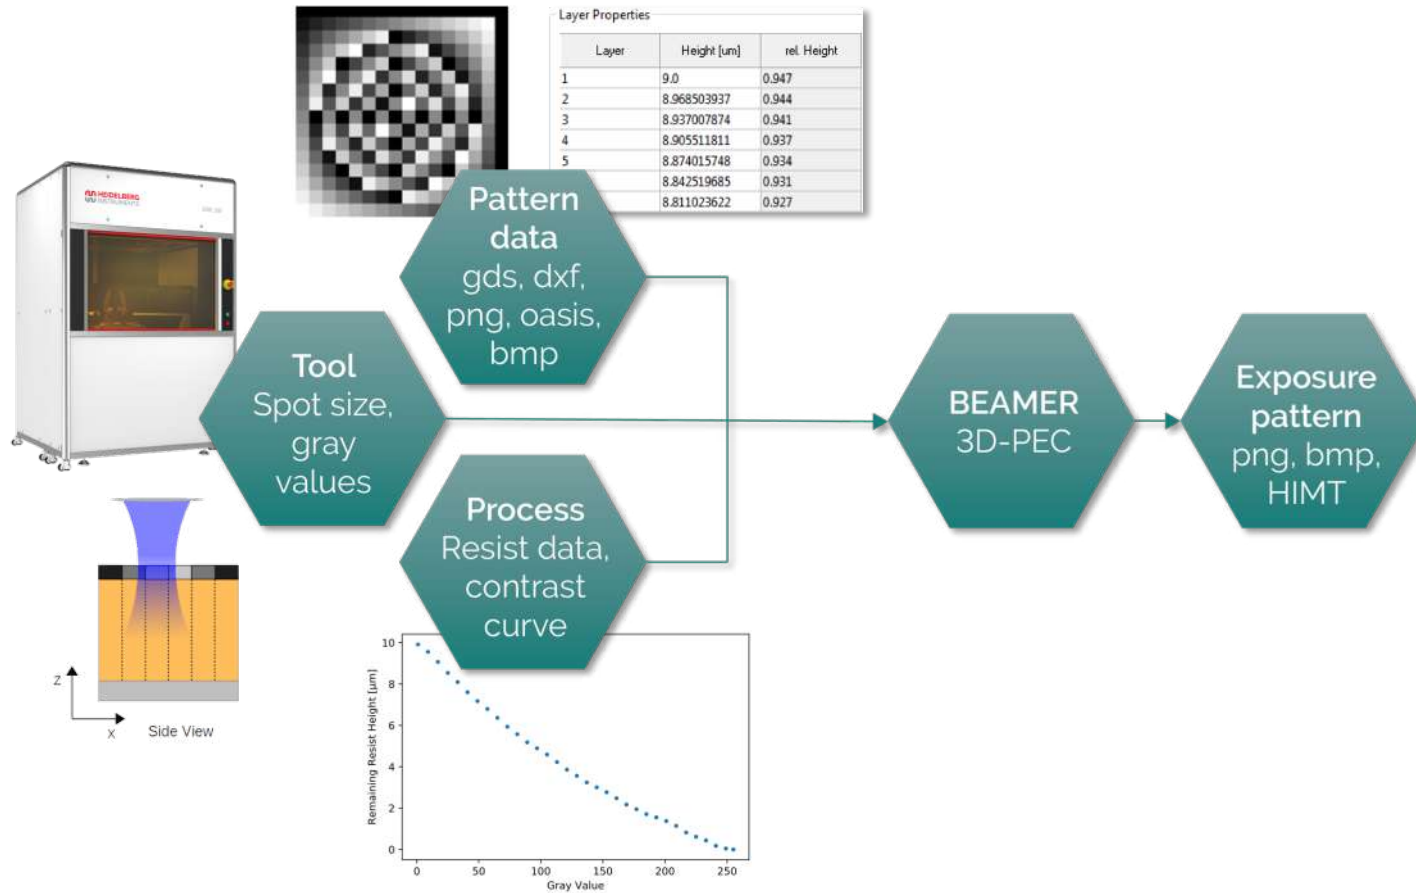 Layer Properties
Layer Height [um] rel. Height
1 9.0 0.947
2 8.968503937 0.944
3 8.937007874 0.941
4 8.905511811 0.937
5 8.874015748 0.934
8.842519685 0.931
8.811023622 0.927
HEIDELBERG
INSTRUMENTS
Pattern
data
gds, dxf,
png, oasis,
bmp
Tool
Spot size,
gray
values
BEAMER
3D-PEC
Exposure
pattern
png, bmp,
HIMT
Process
Resist data,
contrast
curve
Z
X
Side View
Remaining Resist Height [µm]
10
8
6
4
2
0
0 50 100 150 200 250
Gray Value